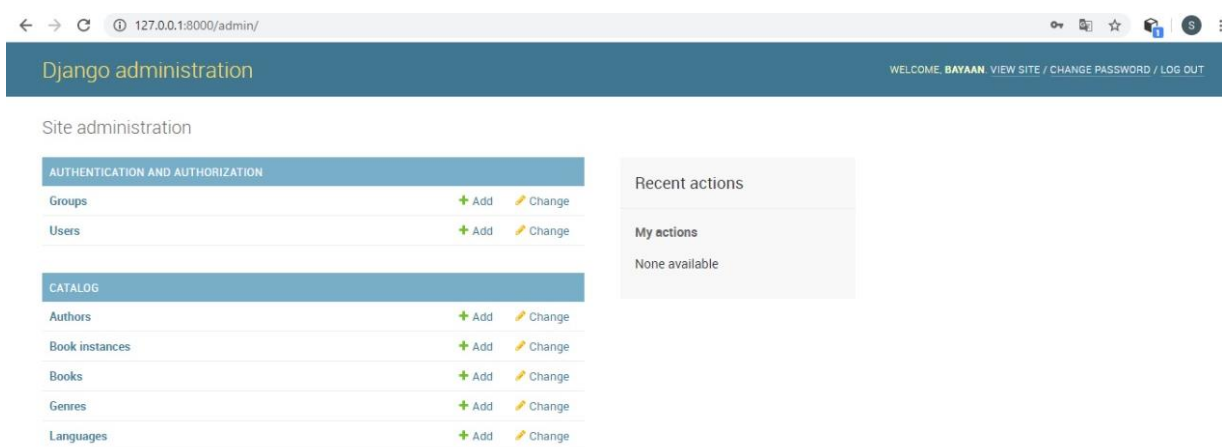 127.0.0.1:8000/admin/
1
S
Django administration
WELCOME, BAYAAN. VIEW SITE / CHANGE PASSWORD / LOG OUT
Site administration
AUTHENTICATION AND AUTHORIZATION
Groups + Add Change
Users + Add Change
CATALOG
Authors + Add Change
Book instances + Add Change
Books + Add Change
Genres + Add Change
Languages + Add Change
Recent actions
My actions
None available